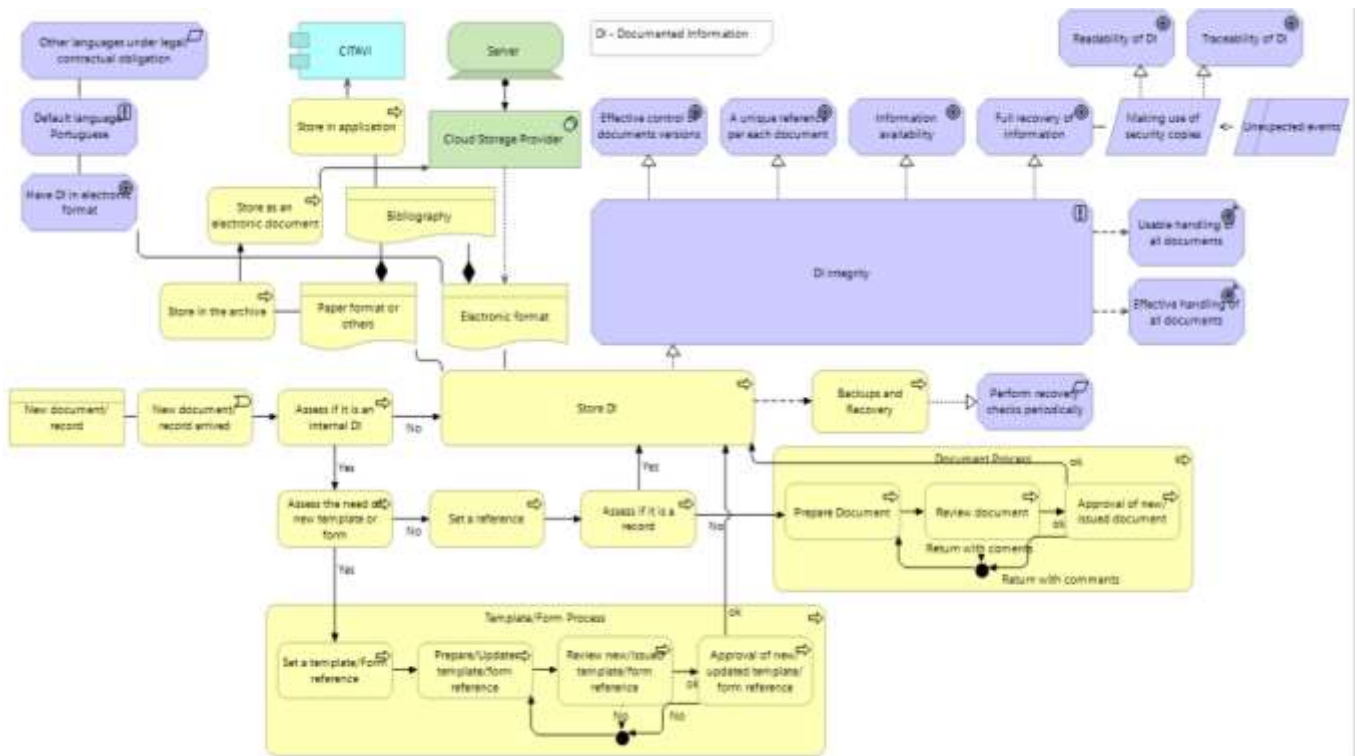 Other languages under legal/
contractual obligation
CITAVI
Server
DI - Documented Information
Readability of DI
Traceability of DI
Default language
Portuguese
Store in application
Cloud Storage Provider
Effective control
documents versions
A unique reference
per each document
Information
availability
Full recovery of
information
Making use of
security copies
Unexpected events
Have DI in electronic
format
Store as an
electronic document
Bibliography
Usable handling of
all documents
DI integrity
Store in the archive
Paper format or
others
Electronic format
Effective handling of
all documents
New document/
record
New document/
record arrived
Assess if it is an
internal DI
No
Store DI
Backups and
Recovery
Perform recovery
checks periodically
Yes
Yes
Document Process
ok
Assess the need of
new template or
form
No
Set a reference
Assess if it is a
record
No
Prepare Document
Review document
ok
Approval of new/
issued document
Return with coments
Return with comments
Yes
ok
Template/Form Process
Set a template/Form
reference
Prepare/Updated
template/form
reference
Review new/issued
template/form
reference
ok
Approval of new/
updated template/
form reference
No
No